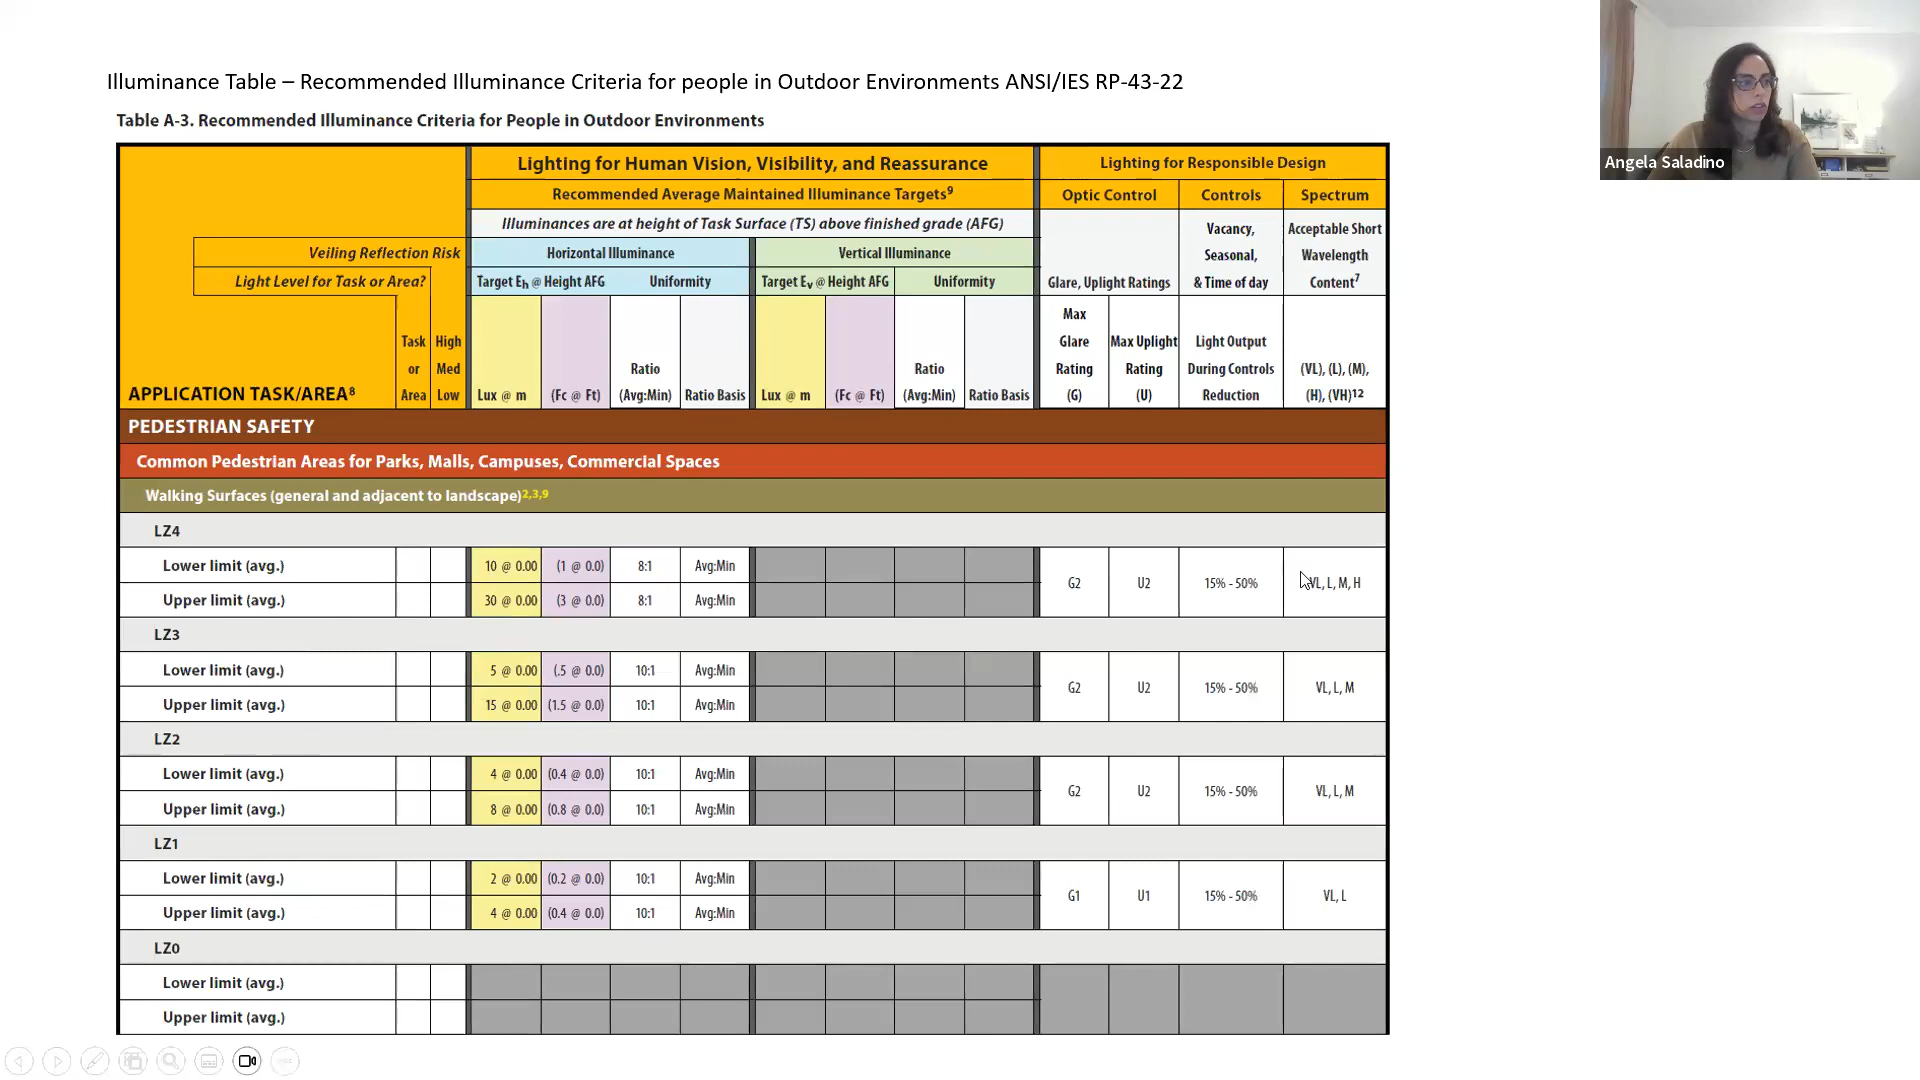 Illuminance Table – Recommended Illuminance Criteria for people in Outdoor Environments ANSI/IES RP-43-22
Angela Saladino
Table A-3. Recommended Illuminance Criteria for People in Outdoor Environments
Lighting for Human Vision, Visibility, and Reassurance
Lighting for Responsible Design
Recommended Average Maintained Illuminance Targets⁹
Optic Control
Controls
Spectrum
Illuminances are at height of Task Surface (TS) above finished grade (AFG)
Glare, Uplight Ratings
Vacancy,
Seasonal,
& Time of day
Acceptable Short
Wavelength
Content⁷
Veiling Reflection Risk
Horizontal Illuminance
Vertical Illuminance
Light Level for Task or Area?
Target Eh @ Height AFG
Uniformity
Target Ev @ Height AFG
Uniformity
APPLICATION TASK/AREA⁸
Task
or
Area
High
Med
Low
Lux @ m
(Fc @ Ft)
Ratio
(Avg:Min)
Ratio Basis
Lux @ m
(Fc @ Ft)
Ratio
(Avg:Min)
Ratio Basis
Max
Glare
Rating
(G)
Max Uplight
Rating
(U)
Light Output
During Controls
Reduction
(VL), (L), (M),
(H), (VH)¹²
PEDESTRIAN SAFETY
Common Pedestrian Areas for Parks, Malls, Campuses, Commercial Spaces
Walking Surfaces (general and adjacent to landscape)²,³,⁹
LZ4
Lower limit (avg.) 10 @ 0.00 (1 @ 0.0) 8:1 Avg:Min
Upper limit (avg.) 30 @ 0.00 (3 @ 0.0) 8:1 Avg:Min
G2 U2 15% - 50% VL, L, M, H
LZ3
Lower limit (avg.) 5 @ 0.00 (.5 @ 0.0) 10:1 Avg:Min
Upper limit (avg.) 15 @ 0.00 (1.5 @ 0.0) 10:1 Avg:Min
G2 U2 15% - 50% VL, L, M
LZ2
Lower limit (avg.) 4 @ 0.00 (0.4 @ 0.0) 10:1 Avg:Min
Upper limit (avg.) 8 @ 0.00 (0.8 @ 0.0) 10:1 Avg:Min
G2 U2 15% - 50% VL, L, M
LZ1
Lower limit (avg.) 2 @ 0.00 (0.2 @ 0.0) 10:1 Avg:Min
Upper limit (avg.) 4 @ 0.00 (0.4 @ 0.0) 10:1 Avg:Min
G1 U1 15% - 50% VL, L
LZ0
Lower limit (avg.)
Upper limit (avg.)